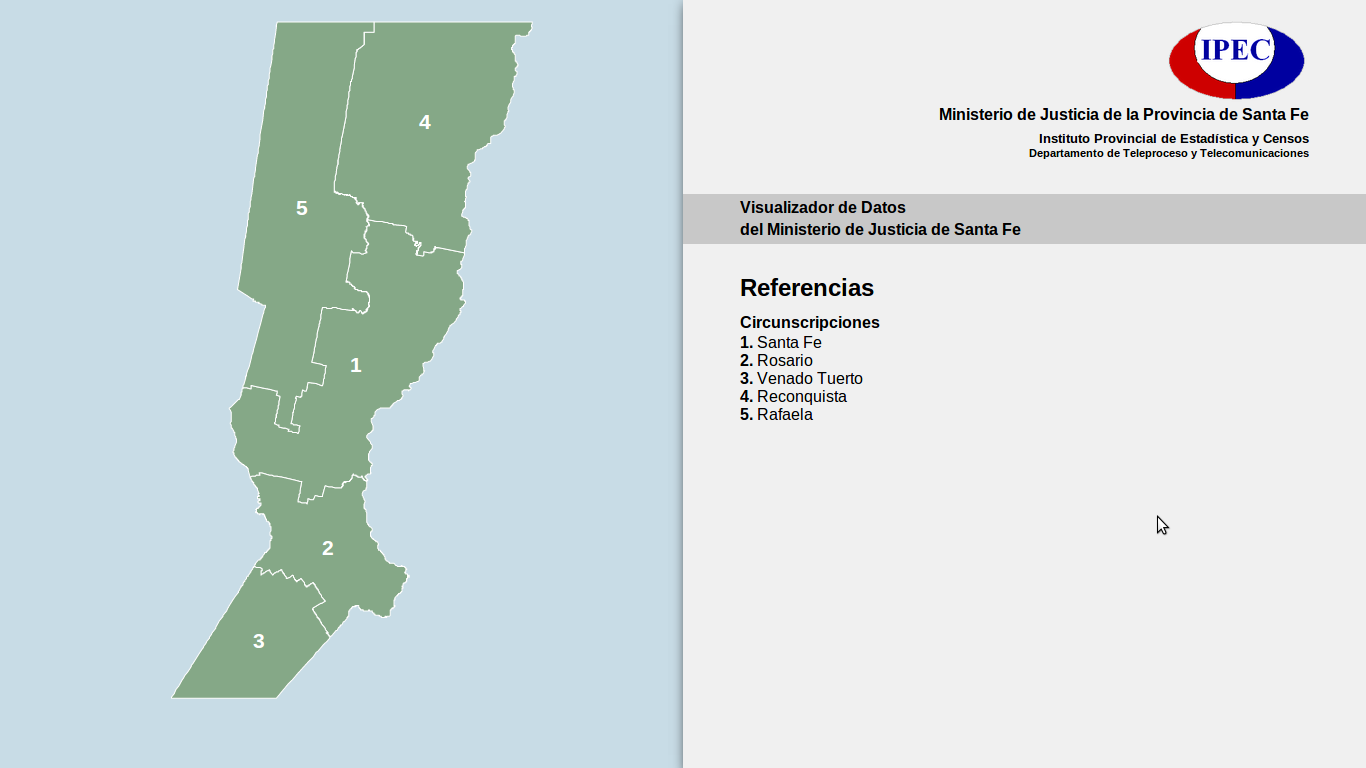 4
5
1
2
3
IPEC
Ministerio de Justicia de la Provincia de Santa Fe
Instituto Provincial de Estadística y Censos
Departamento de Teleproceso y Telecomunicaciones
Visualizador de Datos
del Ministerio de Justicia de Santa Fe
Referencias
Circunscripciones
1. Santa Fe
2. Rosario
3. Venado Tuerto
4. Reconquista
5. Rafaela